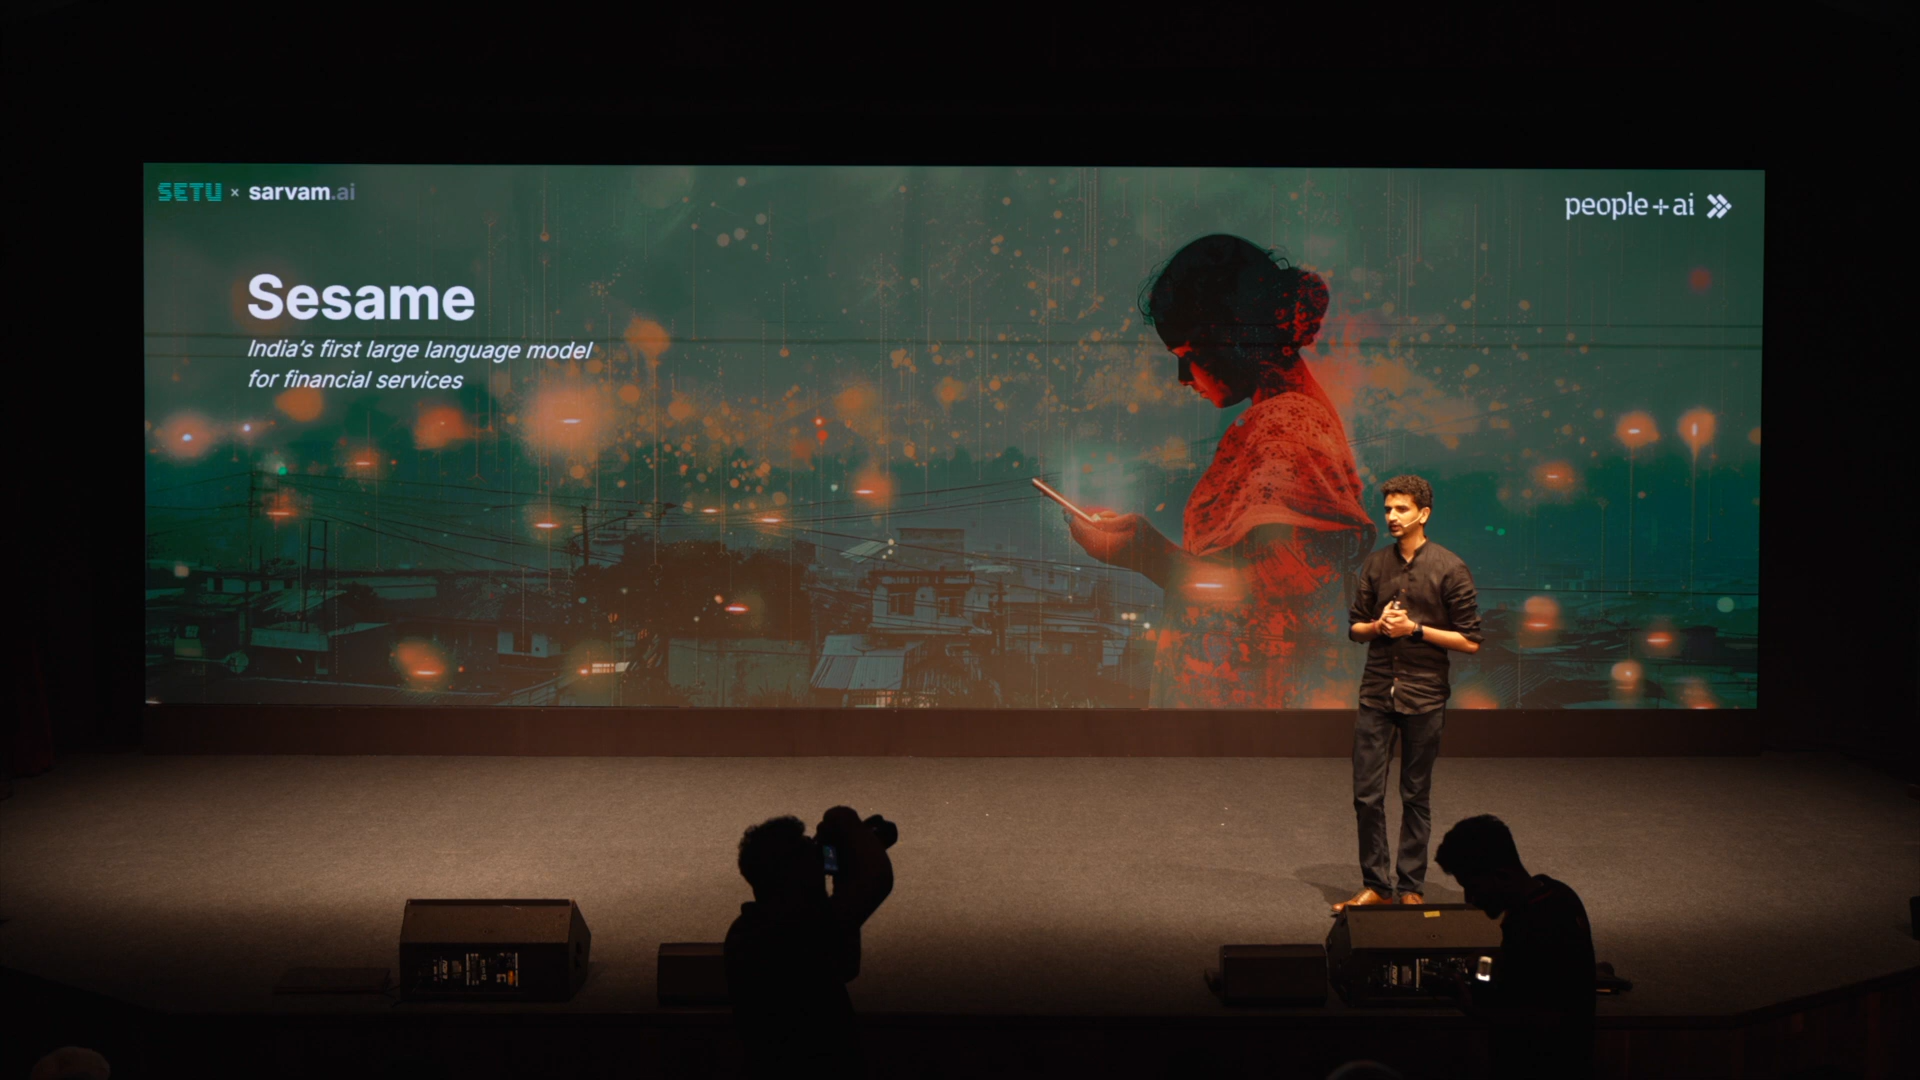 SETU × sarvam.ai
people+ai
Sesame
India's first large language model
for financial services